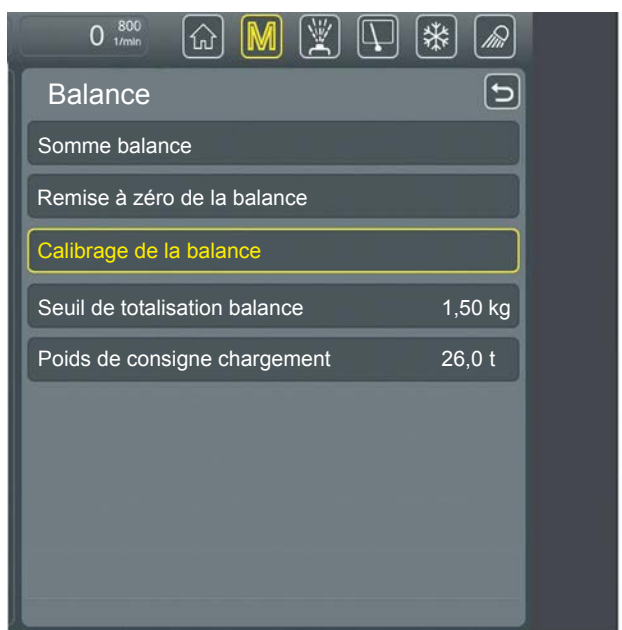 0 800 1/min M
Balance
Somme balance
Remise à zéro de la balance
Calibrage de la balance
Seuil de totalisation balance 1,50 kg
Poids de consigne chargement 26,0 t